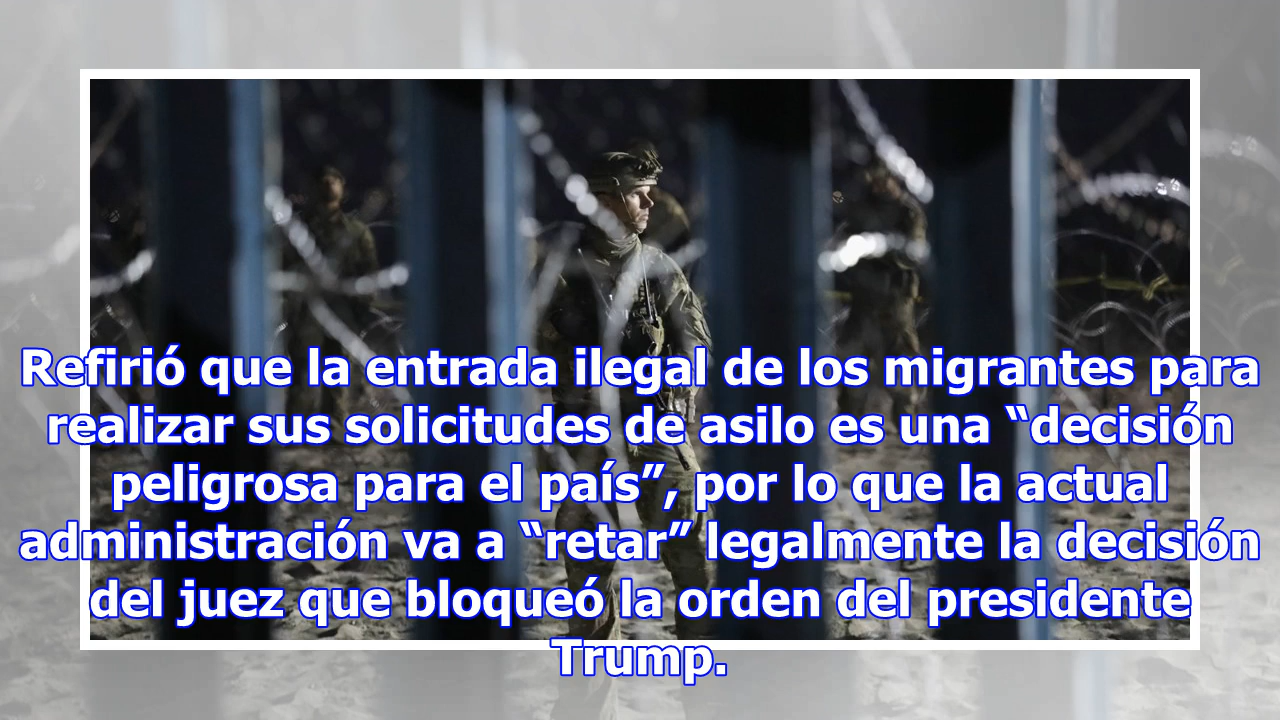 Refirió que la entrada ilegal de los migrantes para
realizar sus solicitudes de asilo es una “decisión
peligrosa para el país”, por lo que la actual
administración va a “retar” legalmente la decisión
del juez que bloqueó la orden del presidente
Trump.